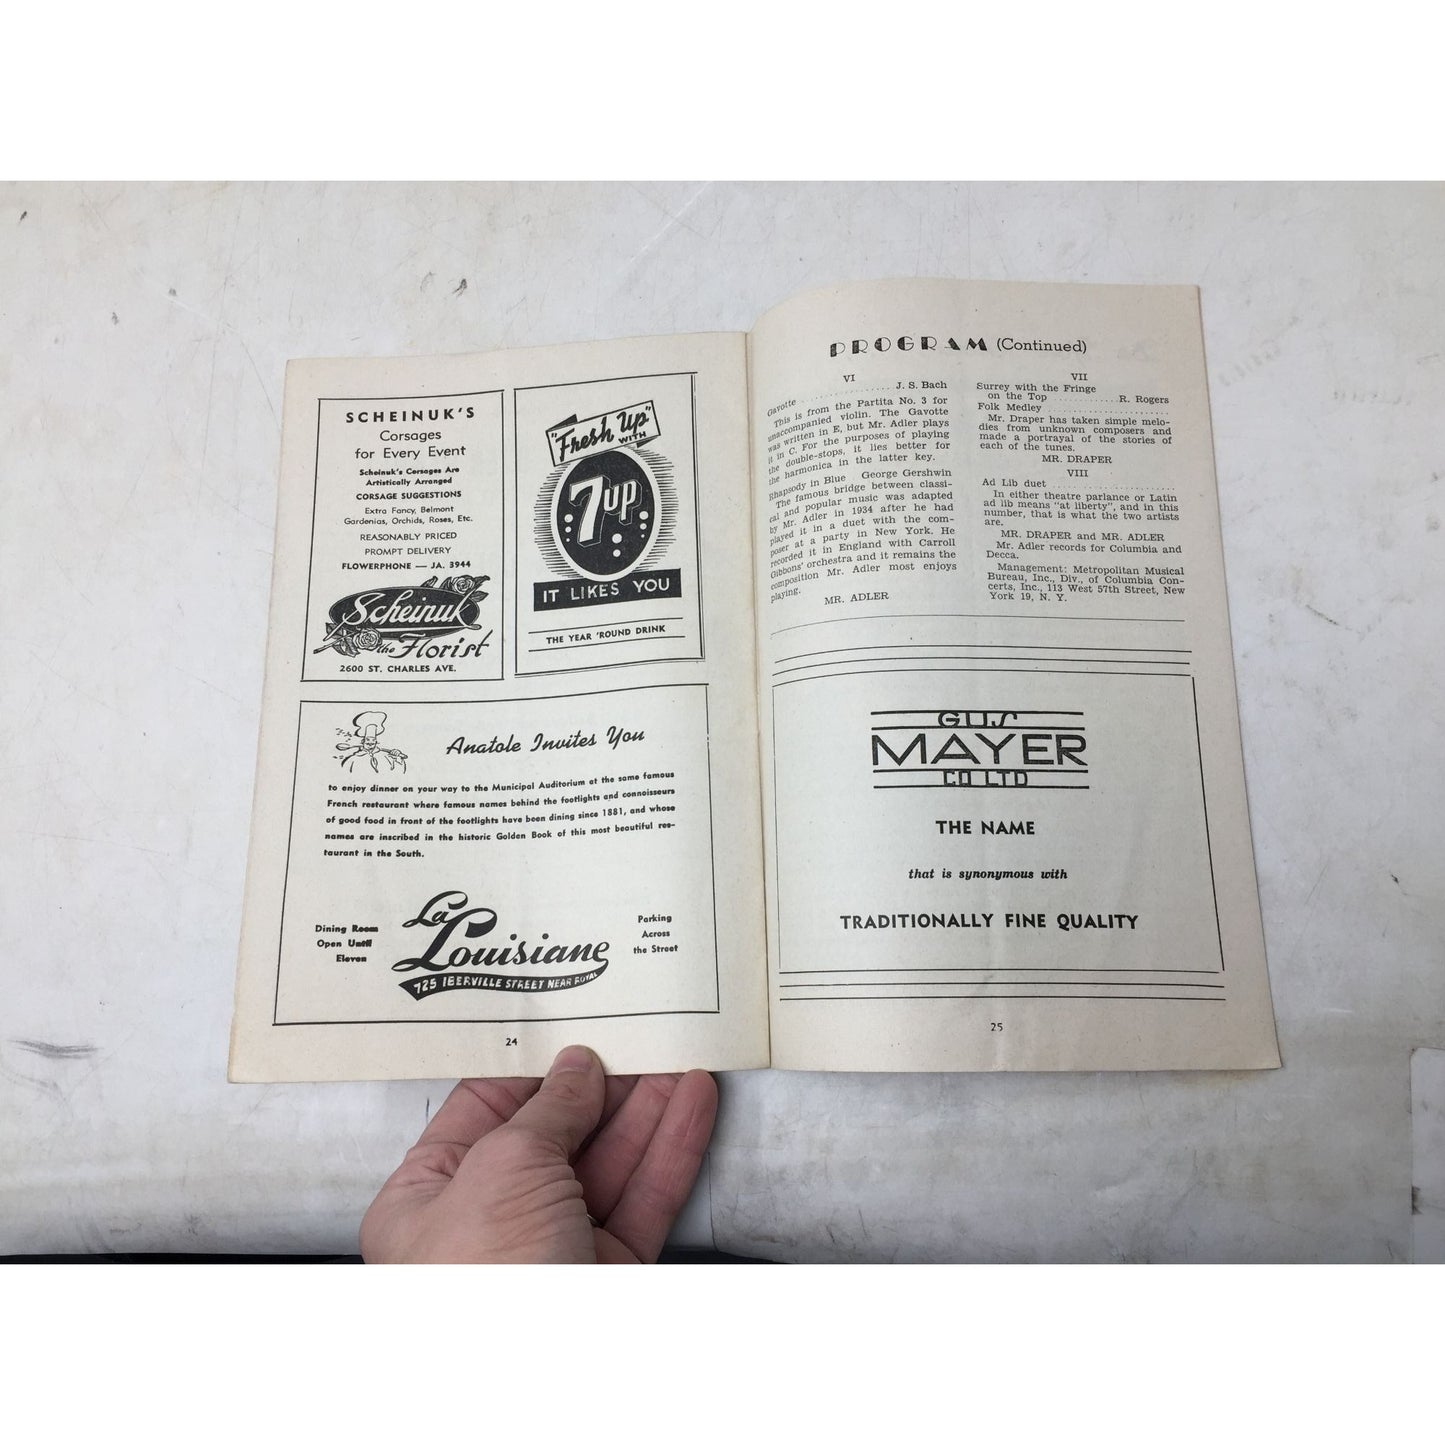 SCHEINUK'S
Corsages
for Every Event
Scheinuk's Corsages Are
Artistically Arranged
CORSAGE SUGGESTIONS
Extra Fancy, Belmont
Gardenias, Orchids, Roses, Etc.
REASONABLY PRICED
PROMPT DELIVERY
FLOWERPHONE — JA. 3944
Scheinuk
the Florist
2600 ST. CHARLES AVE.
"Fresh Up"
WITH
7up
IT LIKES YOU
THE YEAR 'ROUND DRINK
Anatole Invites You
to enjoy dinner on your way to the Municipal Auditorium at the same famous
French restaurant where famous names behind the footlights and connoisseurs
of good food in front of the footlights have been dining since 1881, and whose
names are inscribed in the historic Golden Book of this most beautiful res-
taurant in the South.
Dining Room
Open Until
Eleven
La
Louisiane
725 IBERVILLE STREET NEAR ROYAL
Parking
Across
the Street
24
PROGRAM (Continued)
VI
Gavotte . . . . . . . . . . . . . . J. S. Bach
This is from the Partita No. 3 for
unaccompanied violin. The Gavotte
was written in E, but Mr. Adler plays
it in C. For the purposes of playing
the double-stops, it lies better for
the harmonica in the latter key.
Rhapsody in Blue George Gershwin
The famous bridge between classi-
cal and popular music was adapted
by Mr. Adler in 1934 after he had
played it in a duet with the com-
poser at a party in New York. He
recorded it in England with Carroll
Gibbons' orchestra and it remains the
composition Mr. Adler most enjoys
playing.
MR. ADLER
VII
Surrey with the Fringe
on the Top . . . . . . . . . . . R. Rogers
Folk Medley . . . . . . . . . . . . . . . . . . . .
Mr. Draper has taken simple melo-
dies from unknown composers and
made a portrayal of the stories of
each of the tunes.
MR. DRAPER
VIII
Ad Lib duet . . . . . . . . . . . . . . . . . . . .
In either theatre parlance or Latin
ad lib means "at liberty", and in this
number, that is what the two artists
are.
MR. DRAPER and MR. ADLER
Mr. Adler records for Columbia and
Decca.
Management: Metropolitan Musical
Bureau, Inc., Div., of Columbia Con-
certs, Inc., 113 West 57th Street, New
York 19, N. Y.
GUS
MAYER
CO LTD
THE NAME
that is synonymous with
TRADITIONALLY FINE QUALITY
25